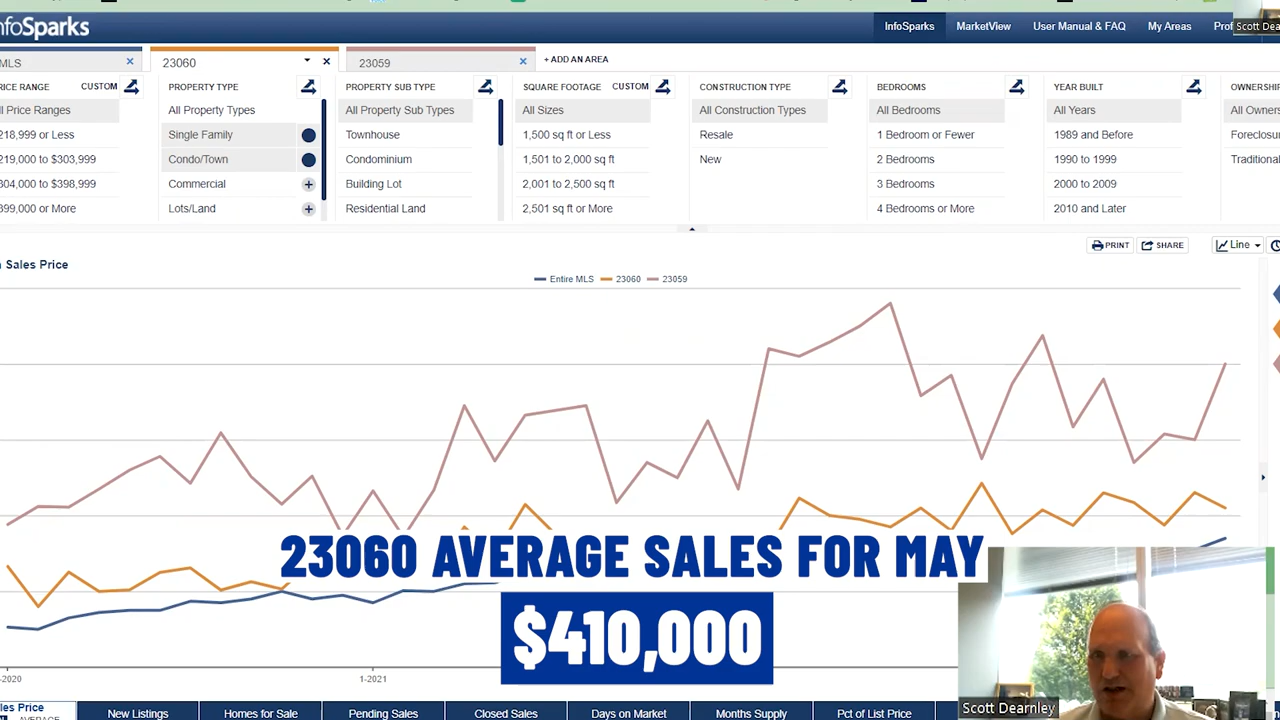 InfoSparks
InfoSparks MarketView User Manual & FAQ My Areas Prof
Scott Dea
MLS × 23060 × 23059 × + ADD AN AREA
RICE RANGE CUSTOM
ll Price Ranges
218,999 or Less
219,000 to $303,999
304,000 to $398,999
399,000 or More
PROPERTY TYPE
All Property Types
Single Family
Condo/Town
Commercial +
Lots/Land +
PROPERTY SUB TYPE
All Property Sub Types
Townhouse
Condominium
Building Lot
Residential Land
SQUARE FOOTAGE CUSTOM
All Sizes
1,500 sq ft or Less
1,501 to 2,000 sq ft
2,001 to 2,500 sq ft
2,501 sq ft or More
CONSTRUCTION TYPE
All Construction Types
Resale
New
BEDROOMS
All Bedrooms
1 Bedroom or Fewer
2 Bedrooms
3 Bedrooms
4 Bedrooms or More
YEAR BUILT
All Years
1989 and Before
1990 to 1999
2000 to 2009
2010 and Later
OWNERSHIP
All Owners
Foreclosu
Traditional
PRINT SHARE Line
n Sales Price
Entire MLS 23060 23059
23060 AVERAGE SALES FOR MAY
$410,000
-2020 1-2021
Scott Dearnley
les Price
AVERAGE
New Listings Homes for Sale Pending Sales Closed Sales Days on Market Months Supply Pct of List Price